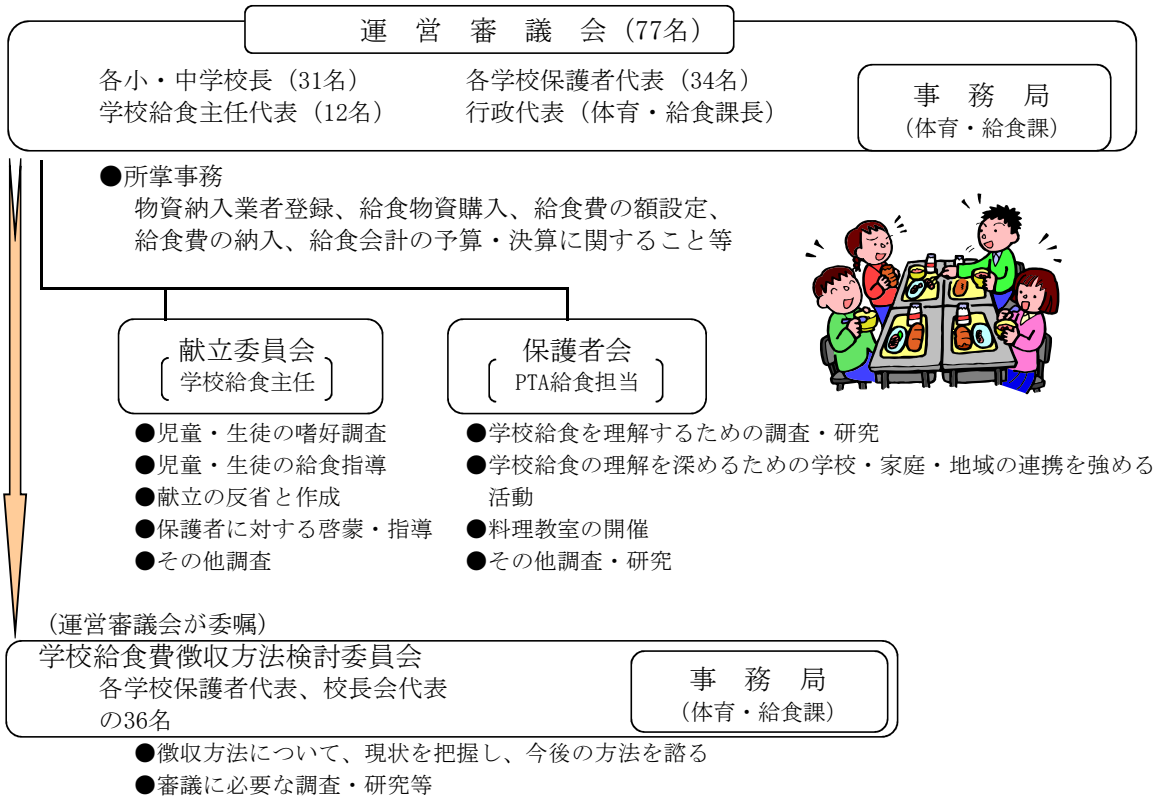 運 営 審 議 会 (77名)
各小・中学校長 (31名)
各学校保護者代表 (34名)
学校給食主任代表 (12名)
行政代表 (体育・給食課長)
事 務 局
(体育・給食課)
●所掌事務
物資納入業者登録、給食物資購入、給食費の額設定、
給食費の納入、給食会計の予算・決算に関すること等
献立委員会
学校給食主任
●児童・生徒の嗜好調査
●児童・生徒の給食指導
●献立の反省と作成
●保護者に対する啓蒙・指導
●その他調査
保護者会
PTA給食担当
●学校給食を理解するための調査・研究
●学校給食の理解を深めるための学校・家庭・地域の連携を強める
活動
●料理教室の開催
●その他調査・研究
(運営審議会が委嘱)
学校給食費徴収方法検討委員会
各学校保護者代表、校長会代表
の36名
事 務 局
(体育・給食課)
●徴収方法について、現状を把握し、今後の方法を諮る
●審議に必要な調査・研究等